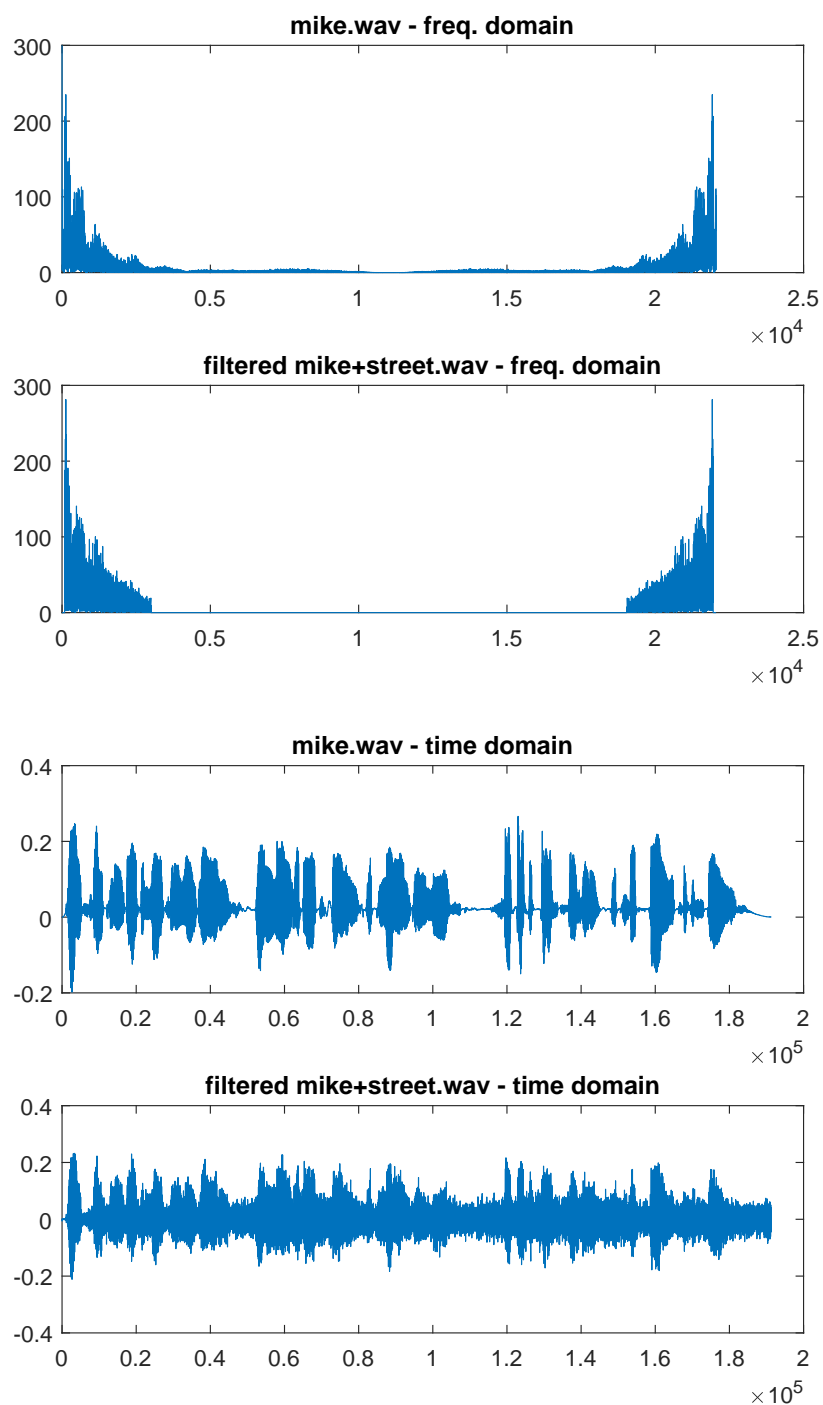 mike.wav - freq. domain
300
200
100
0
0 0.5 1 1.5 2 2.5
×10^4
filtered mike+street.wav - freq. domain
300
200
100
0
0 0.5 1 1.5 2 2.5
×10^4
mike.wav - time domain
0.4
0.2
0
-0.2
0 0.2 0.4 0.6 0.8 1 1.2 1.4 1.6 1.8 2
×10^5
filtered mike+street.wav - time domain
0.4
0.2
0
-0.2
-0.4
0 0.2 0.4 0.6 0.8 1 1.2 1.4 1.6 1.8 2
×10^5